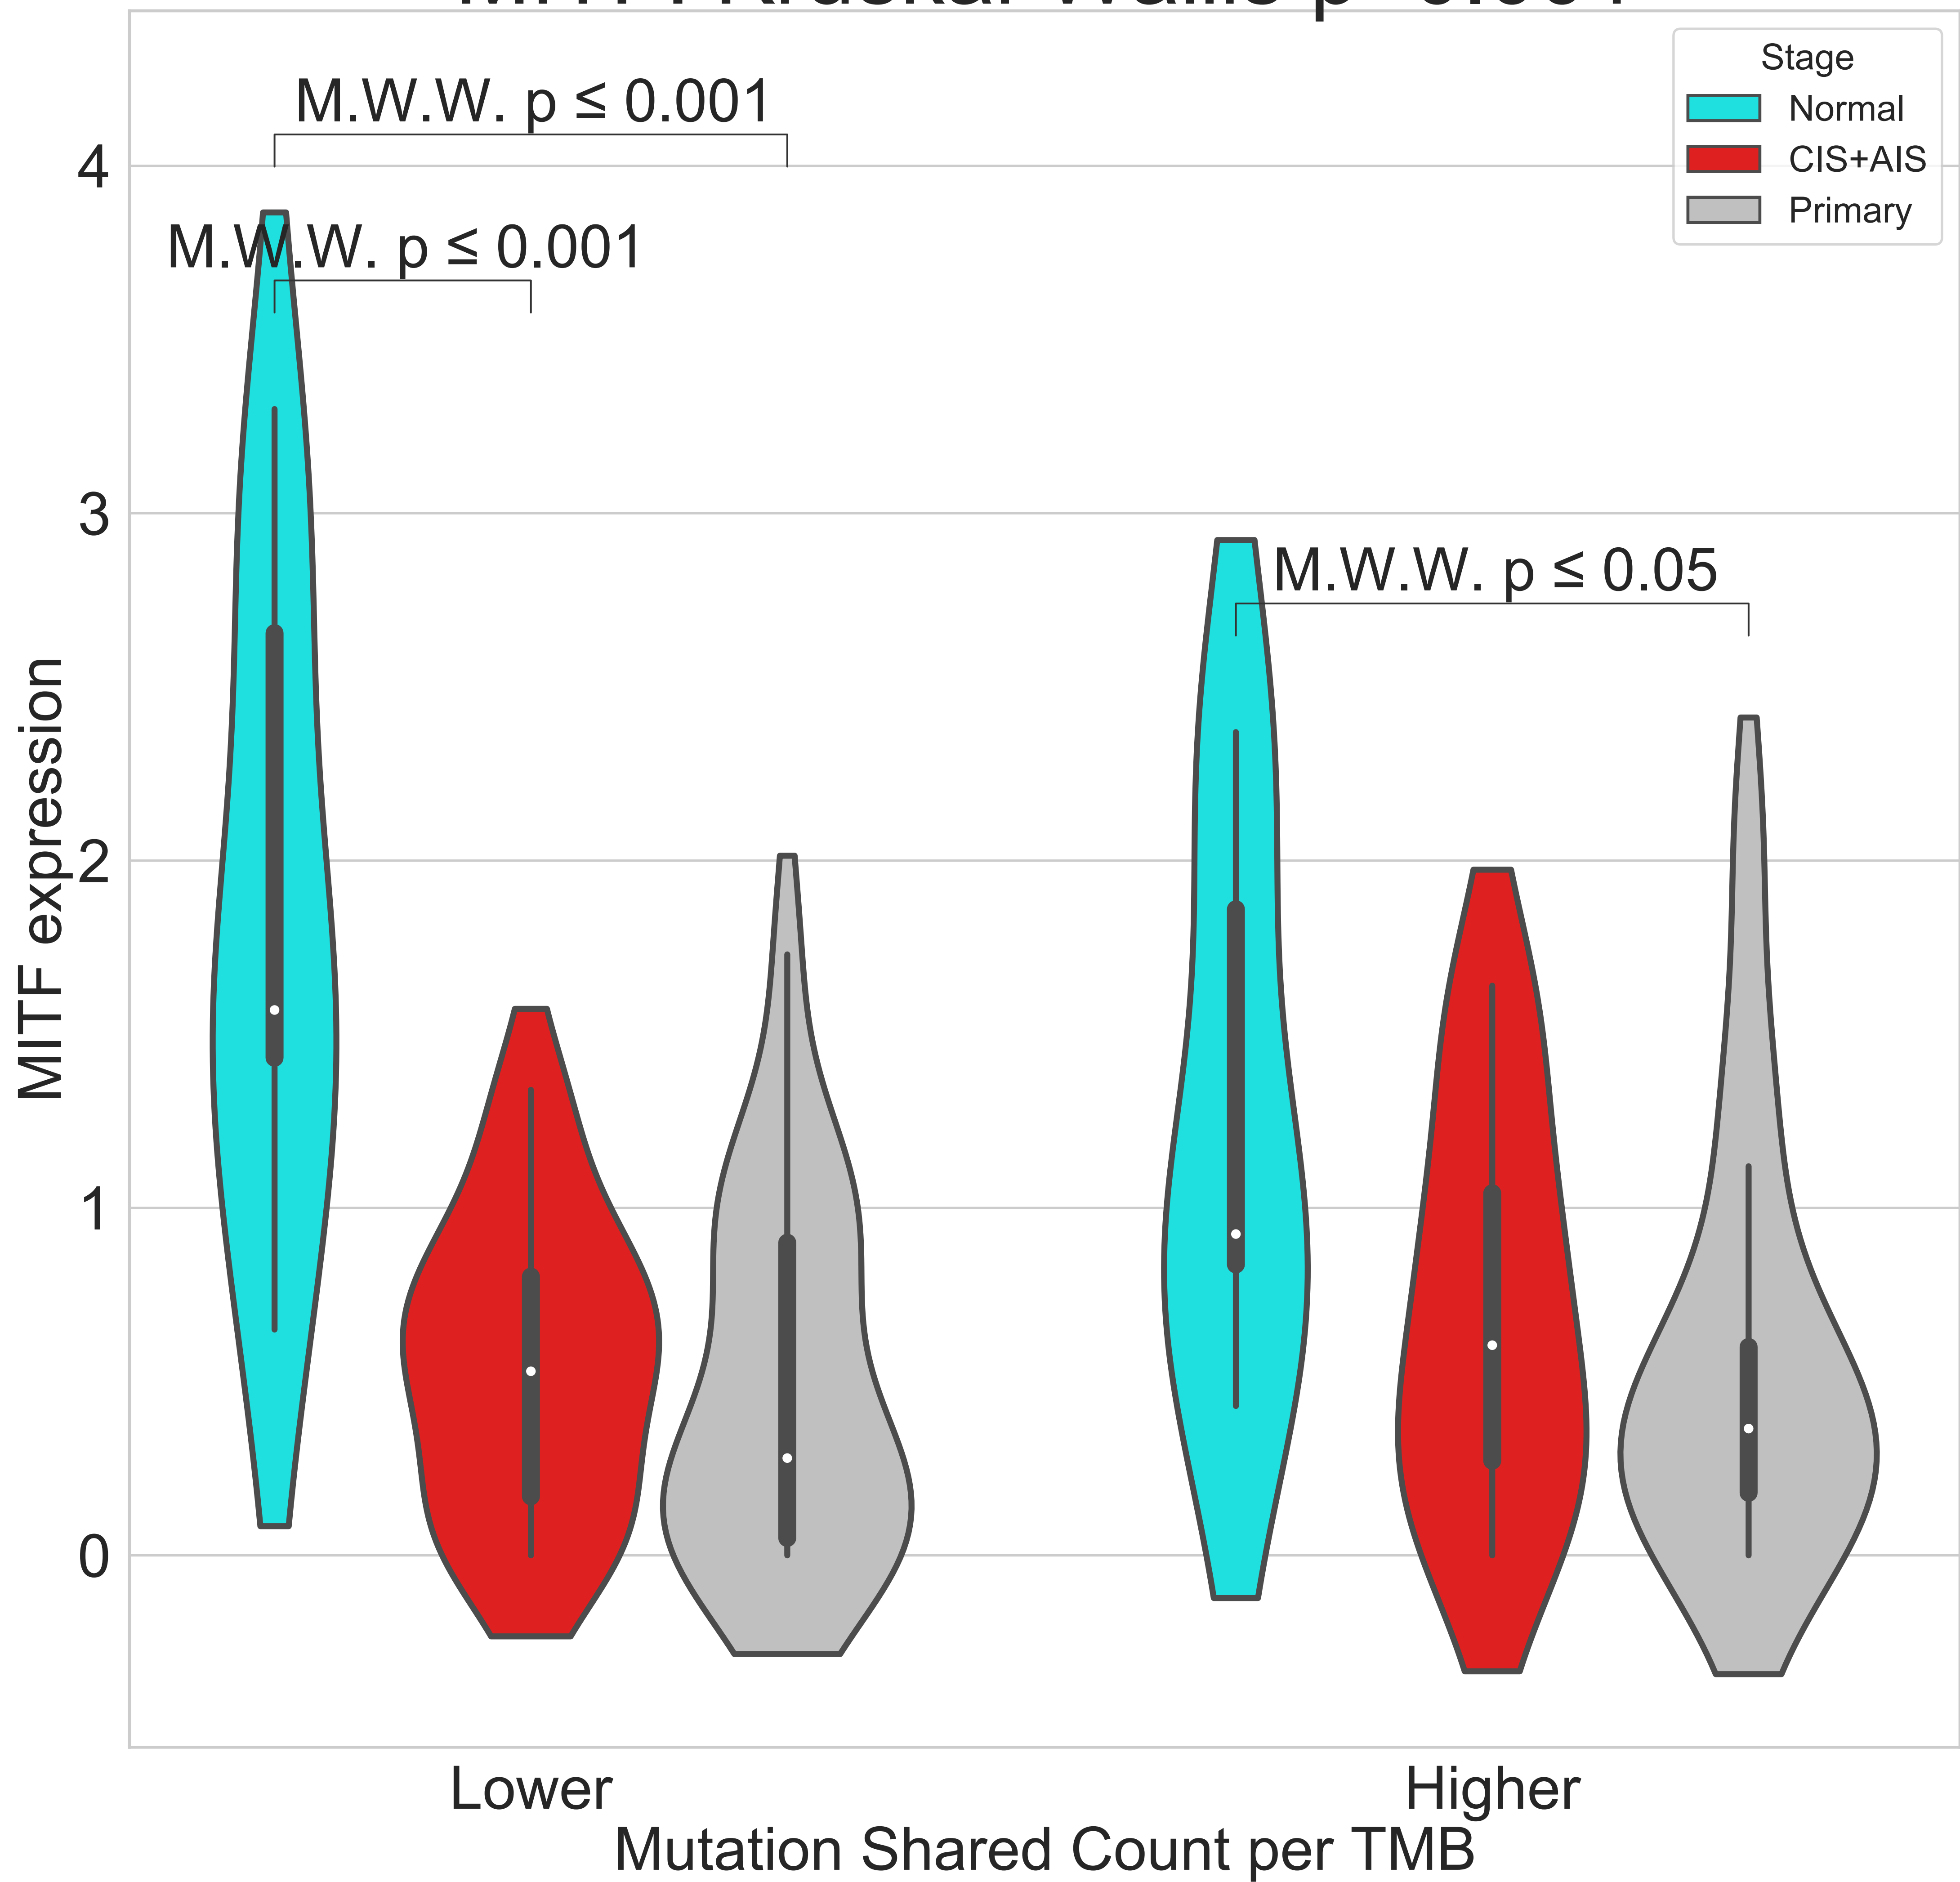 Stage
Normal
CIS+AIS
Primary
M.W.W. p ≤ 0.001
M.W.W. p ≤ 0.001
M.W.W. p ≤ 0.05
4
3
2
1
0
MITF expression
Lower
Higher
Mutation Shared Count per TMB